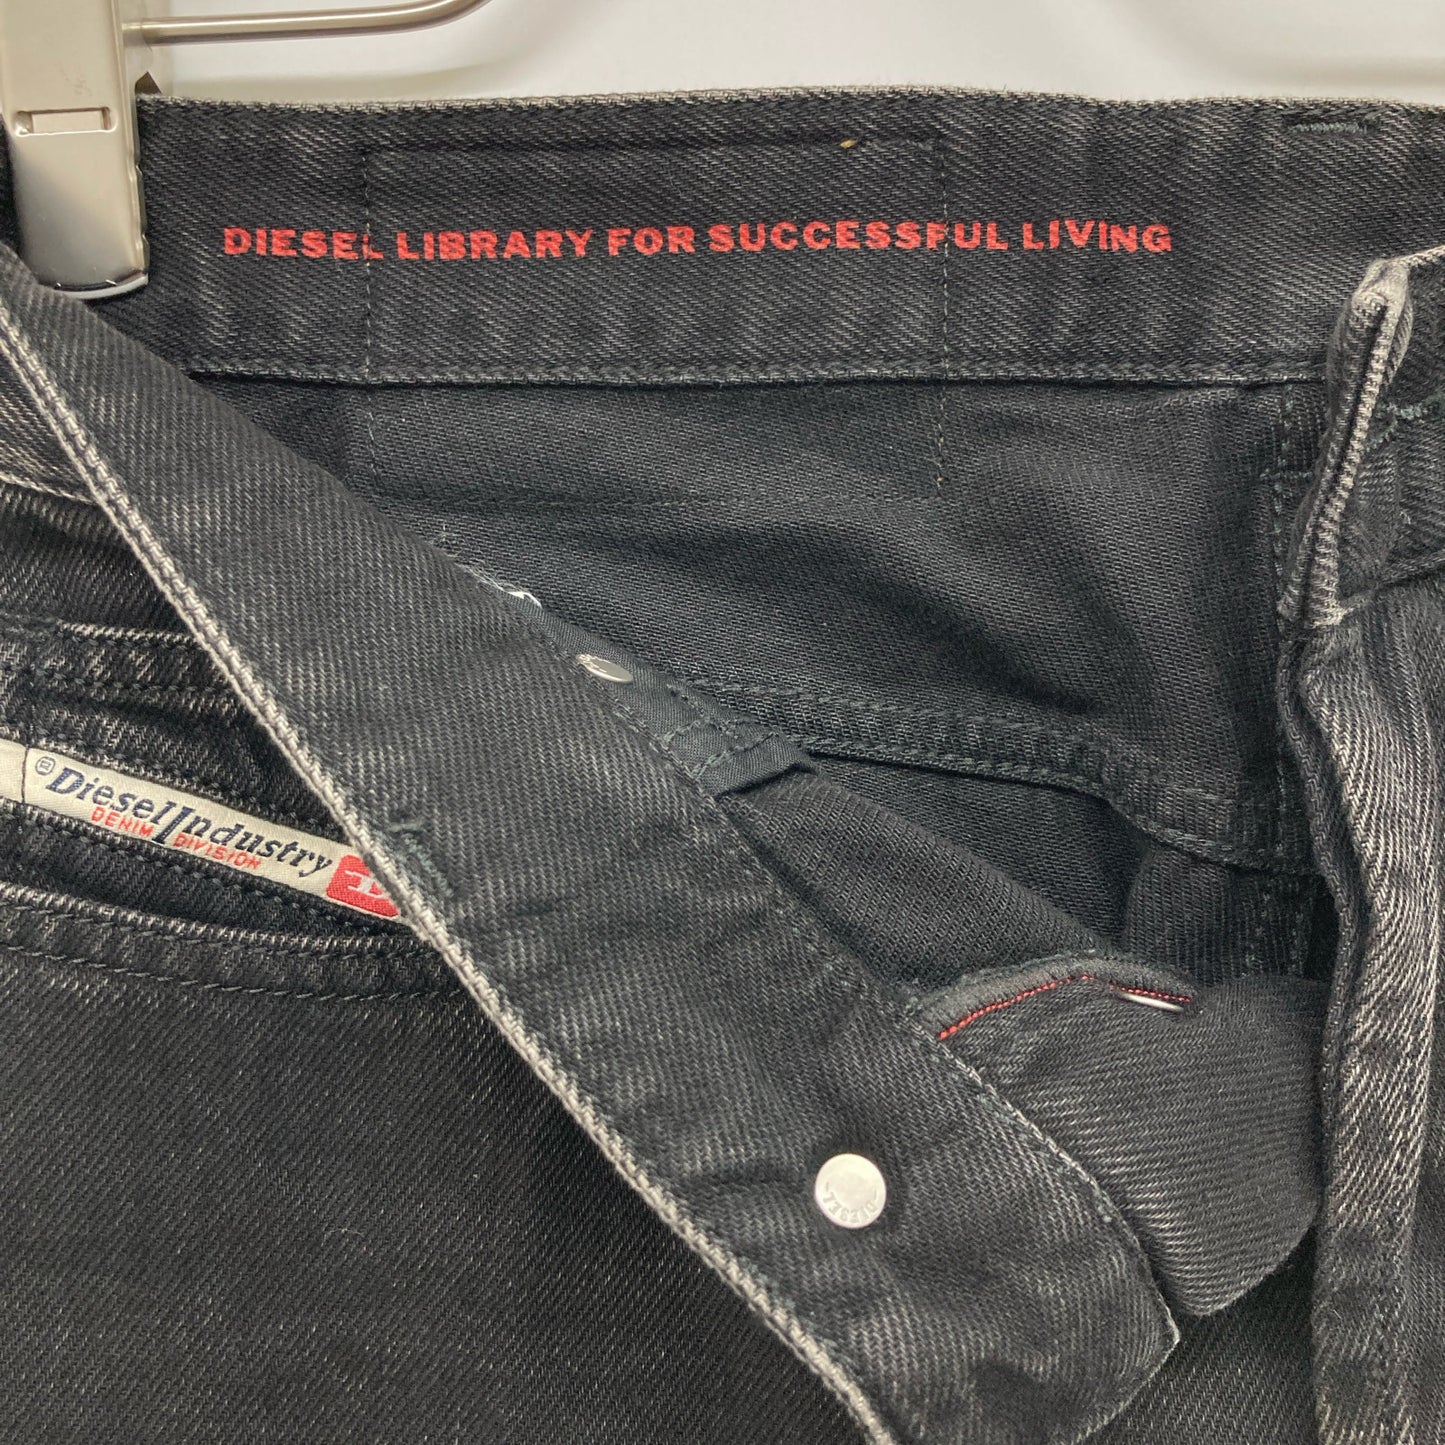 DIESEL LIBRARY FOR SUCCESSFUL LIVING
® Diesel Industry
DENIM DIVISION
D
DIESEL